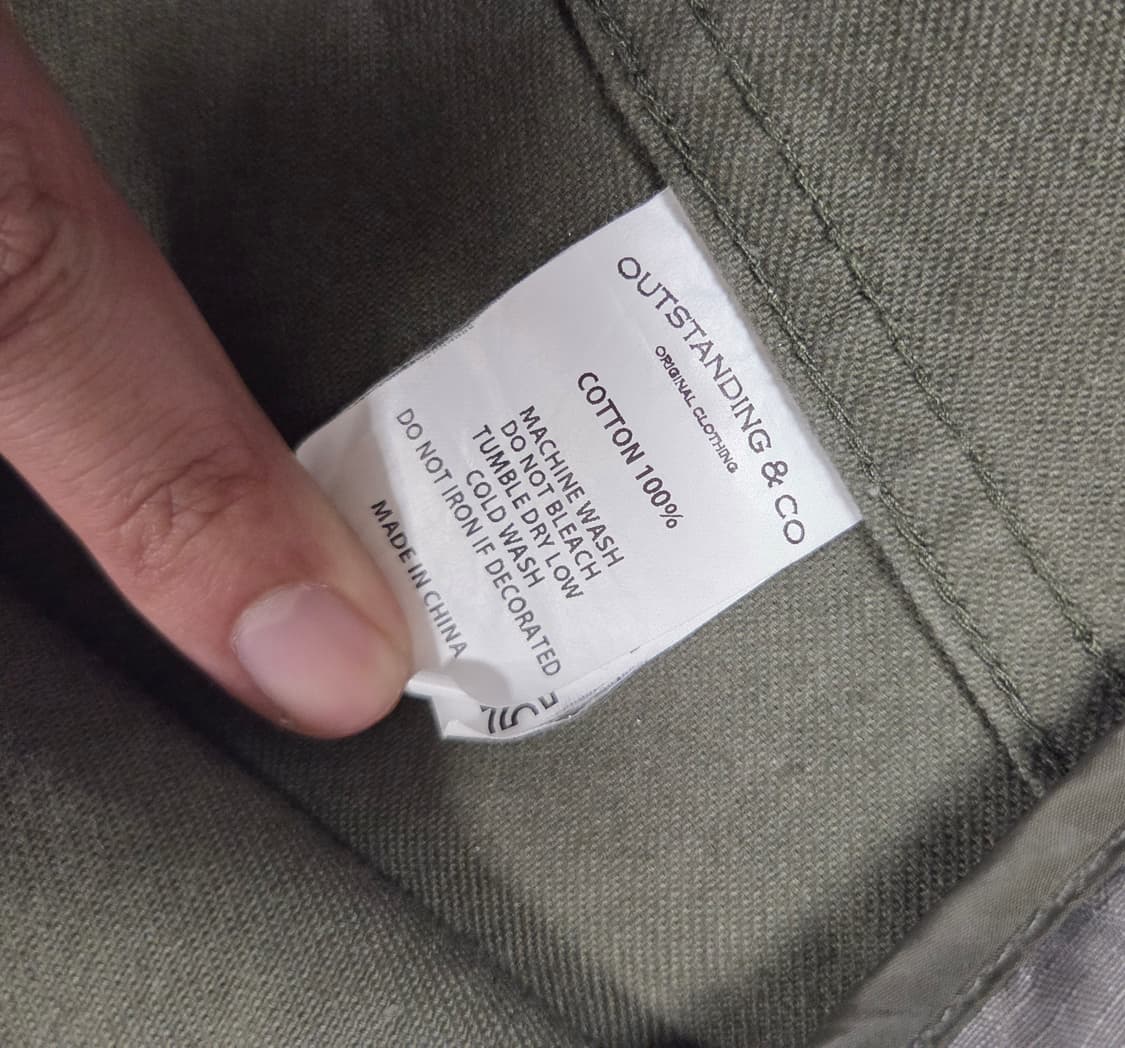 OUTSTANDING & CO
ORIGINAL CLOTHING
COTTON 100%
MACHINE WASH
DO NOT BLEACH
TUMBLE DRY LOW
COLD WASH
DO NOT IRON IF DECORATED
MADE IN CHINA